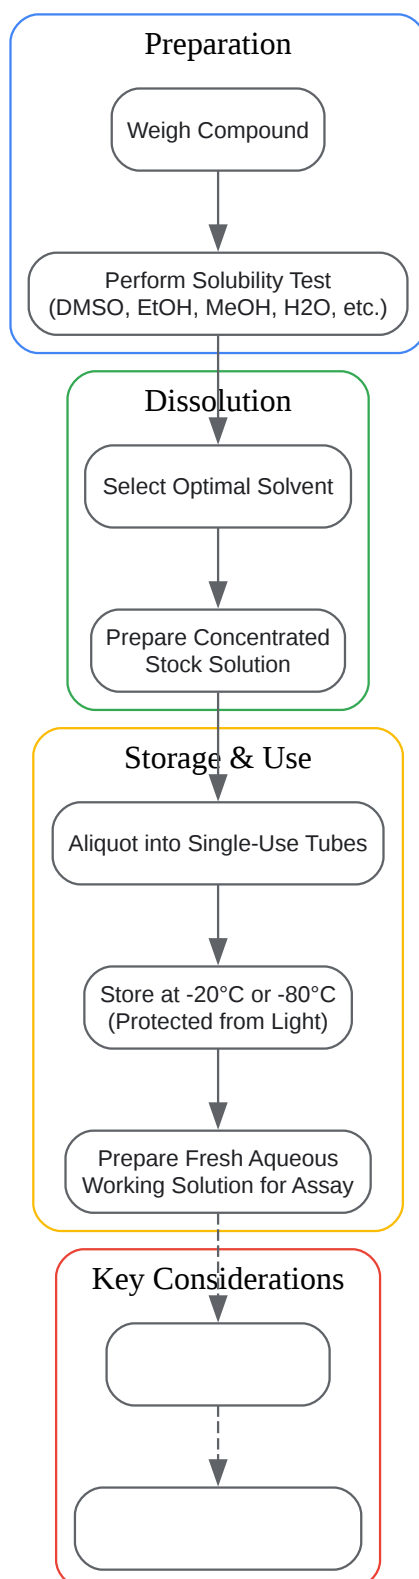 Preparation
Weigh Compound
Perform Solubility Test
(DMSO, EtOH, MeOH, H2O, etc.)
Dissolution
Select Optimal Solvent
Prepare Concentrated
Stock Solution
Storage & Use
Aliquot into Single-Use Tubes
Store at -20°C or -80°C
(Protected from Light)
Prepare Fresh Aqueous
Working Solution for Assay
Key Considerations